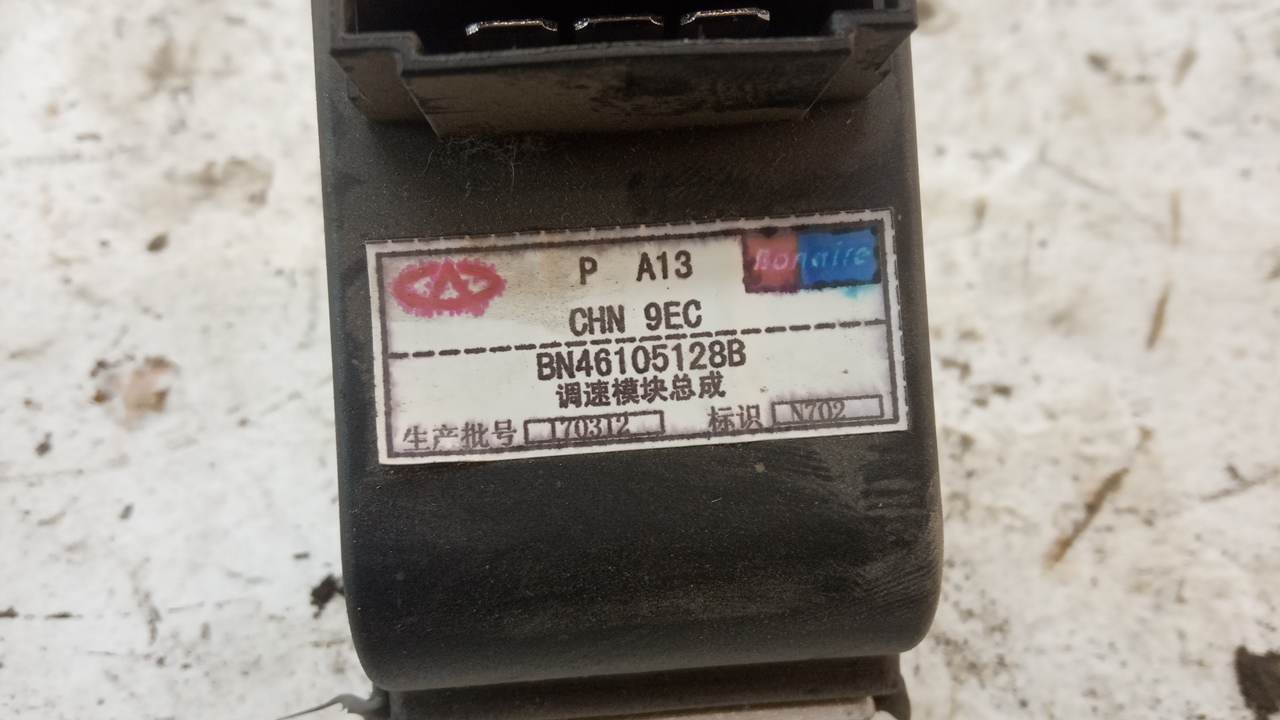 P A13
Bonaire
CHN 9EC
BN46105128B
调速模块总成
生产批号 170312 标识 N702